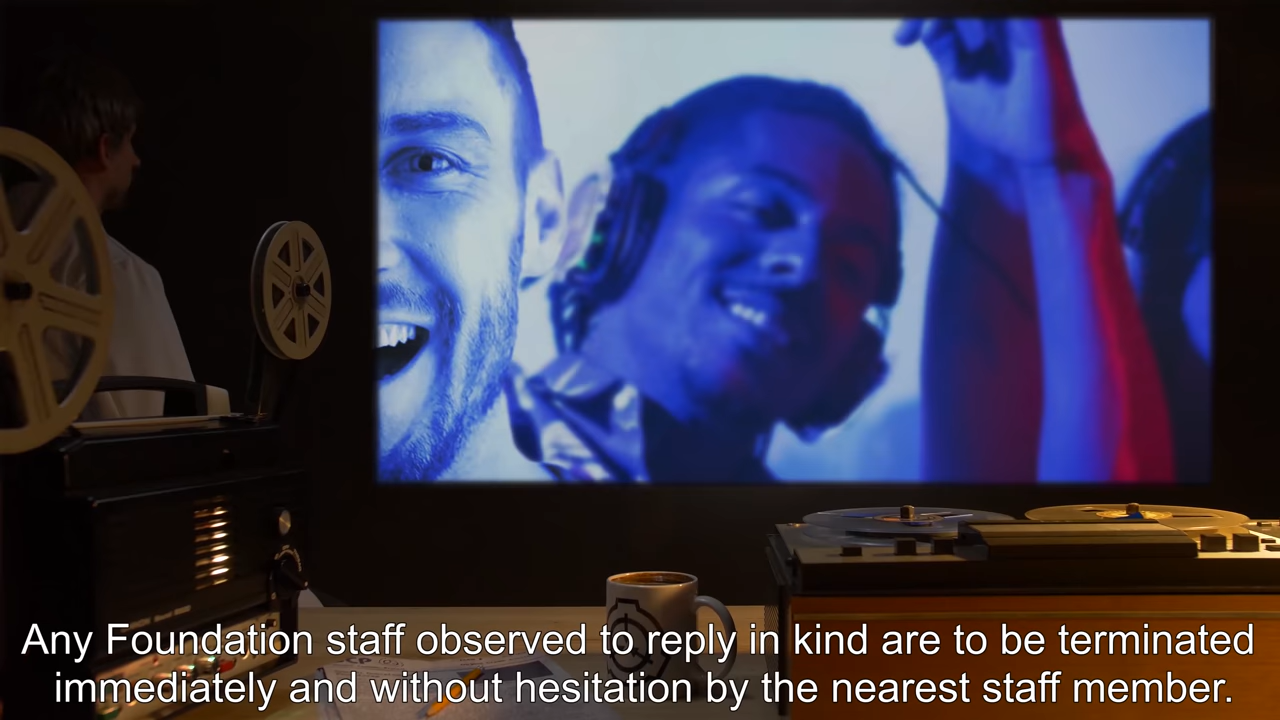 Any Foundation staff observed to reply in kind are to be terminated
immediately and without hesitation by the nearest staff member.